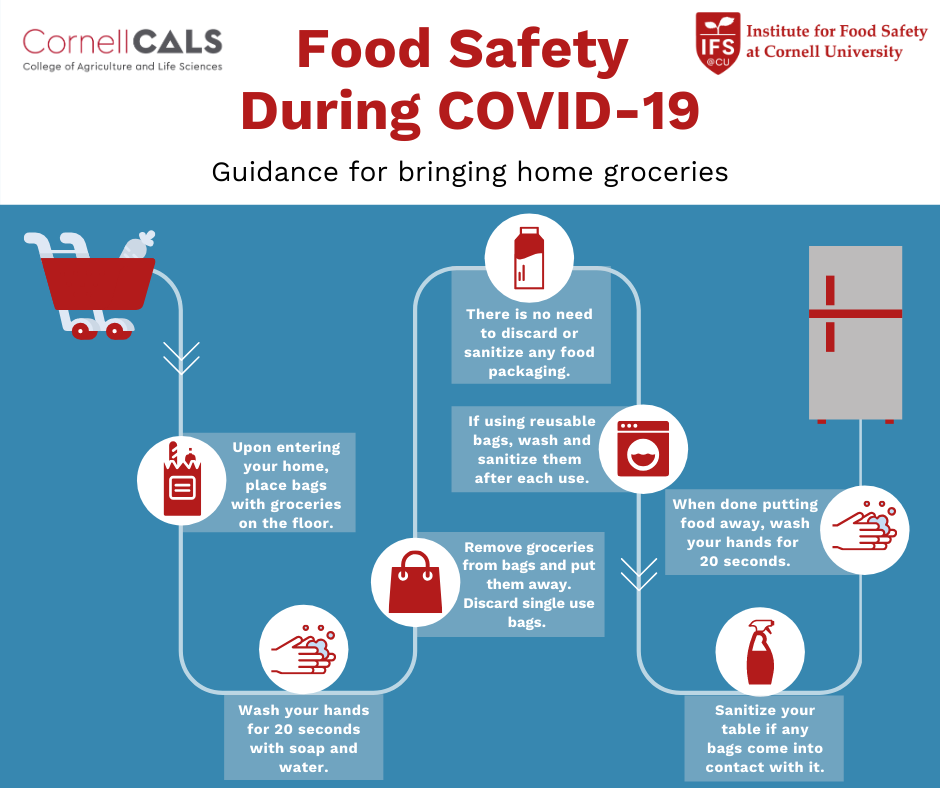 CornellCALS
College of Agriculture and Life Sciences
Food Safety
During COVID-19
IFS
@CU
Institute for Food Safety
at Cornell University
Guidance for bringing home groceries
Upon entering
your home,
place bags
with groceries
on the floor.
Wash your hands
for 20 seconds
with soap and
water.
Remove groceries
from bags and put
them away.
Discard single use
bags.
There is no need
to discard or
sanitize any food
packaging.
If using reusable
bags, wash and
sanitize them
after each use.
Sanitize your
table if any
bags come into
contact with it.
When done putting
food away, wash
your hands for
20 seconds.